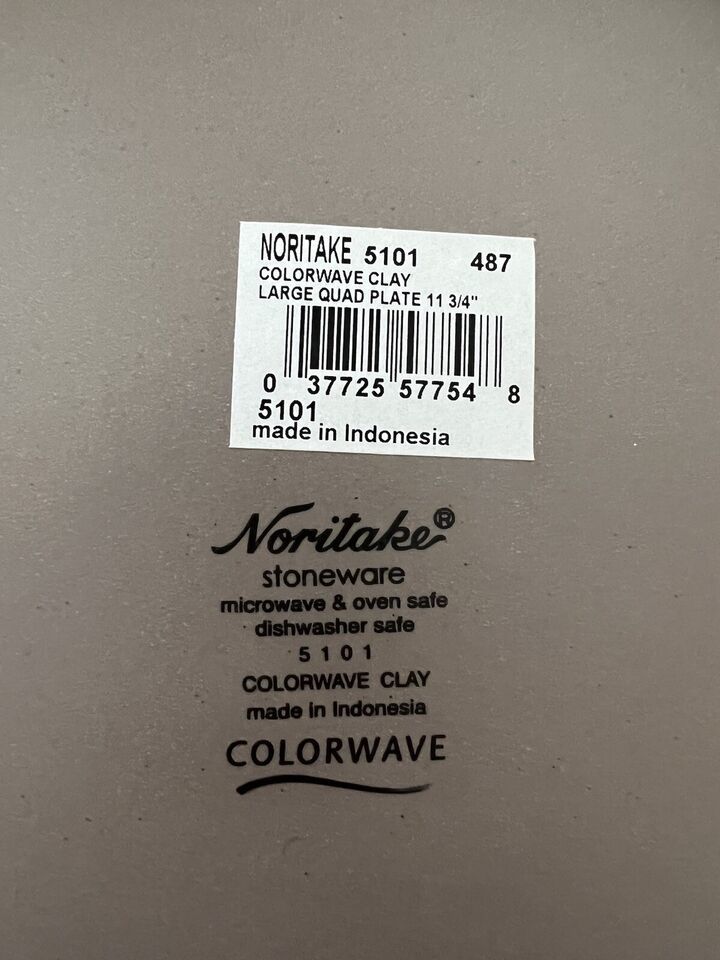 NORITAKE 5101 487
COLORWAVE CLAY
LARGE QUAD PLATE 11 3/4"
0 37725 57754 8
5101
made in Indonesia
Noritake®
stoneware
microwave & oven safe
dishwasher safe
5101
COLORWAVE CLAY
made in Indonesia
COLORWAVE